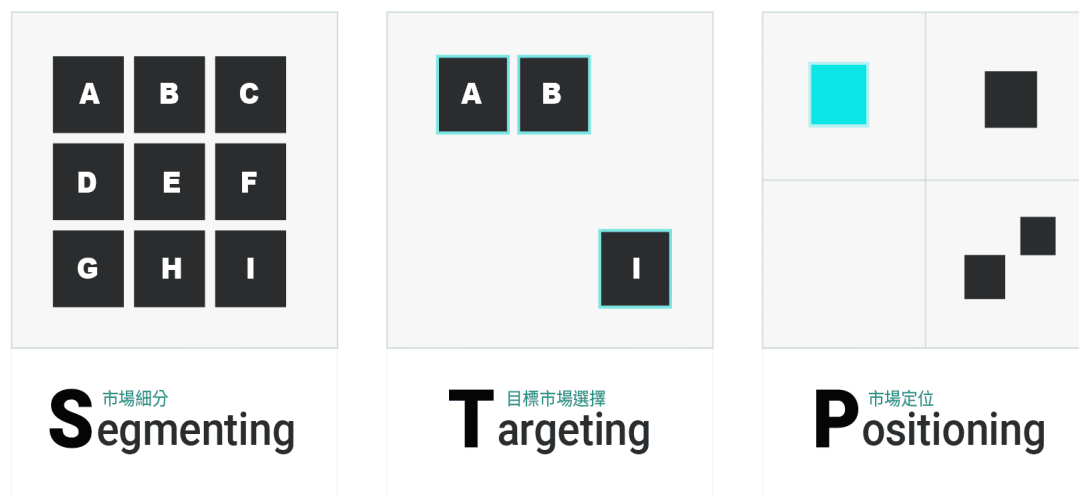 A B C
D E F
G H I
A B
I
市場細分
Segmenting
目標市場選擇
Targeting
市場定位
Positioning